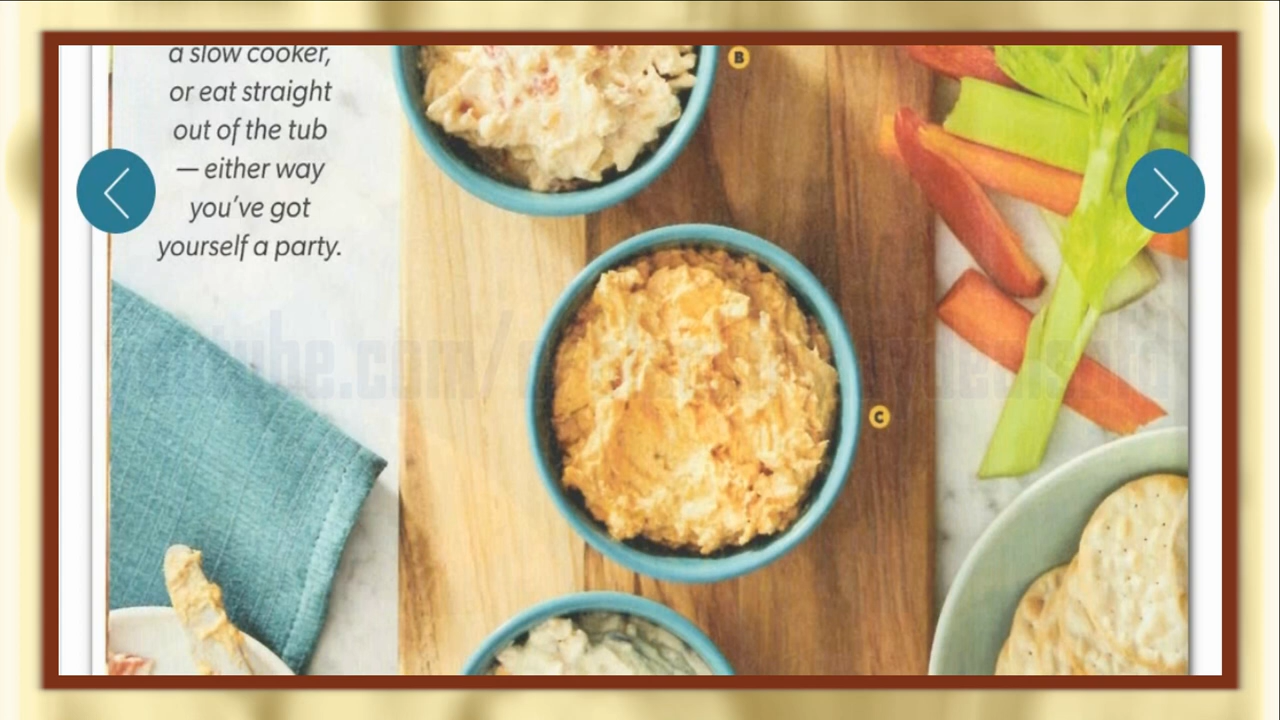 a slow cooker,
or eat straight
out of the tub
— either way
you've got
yourself a party.
B
C